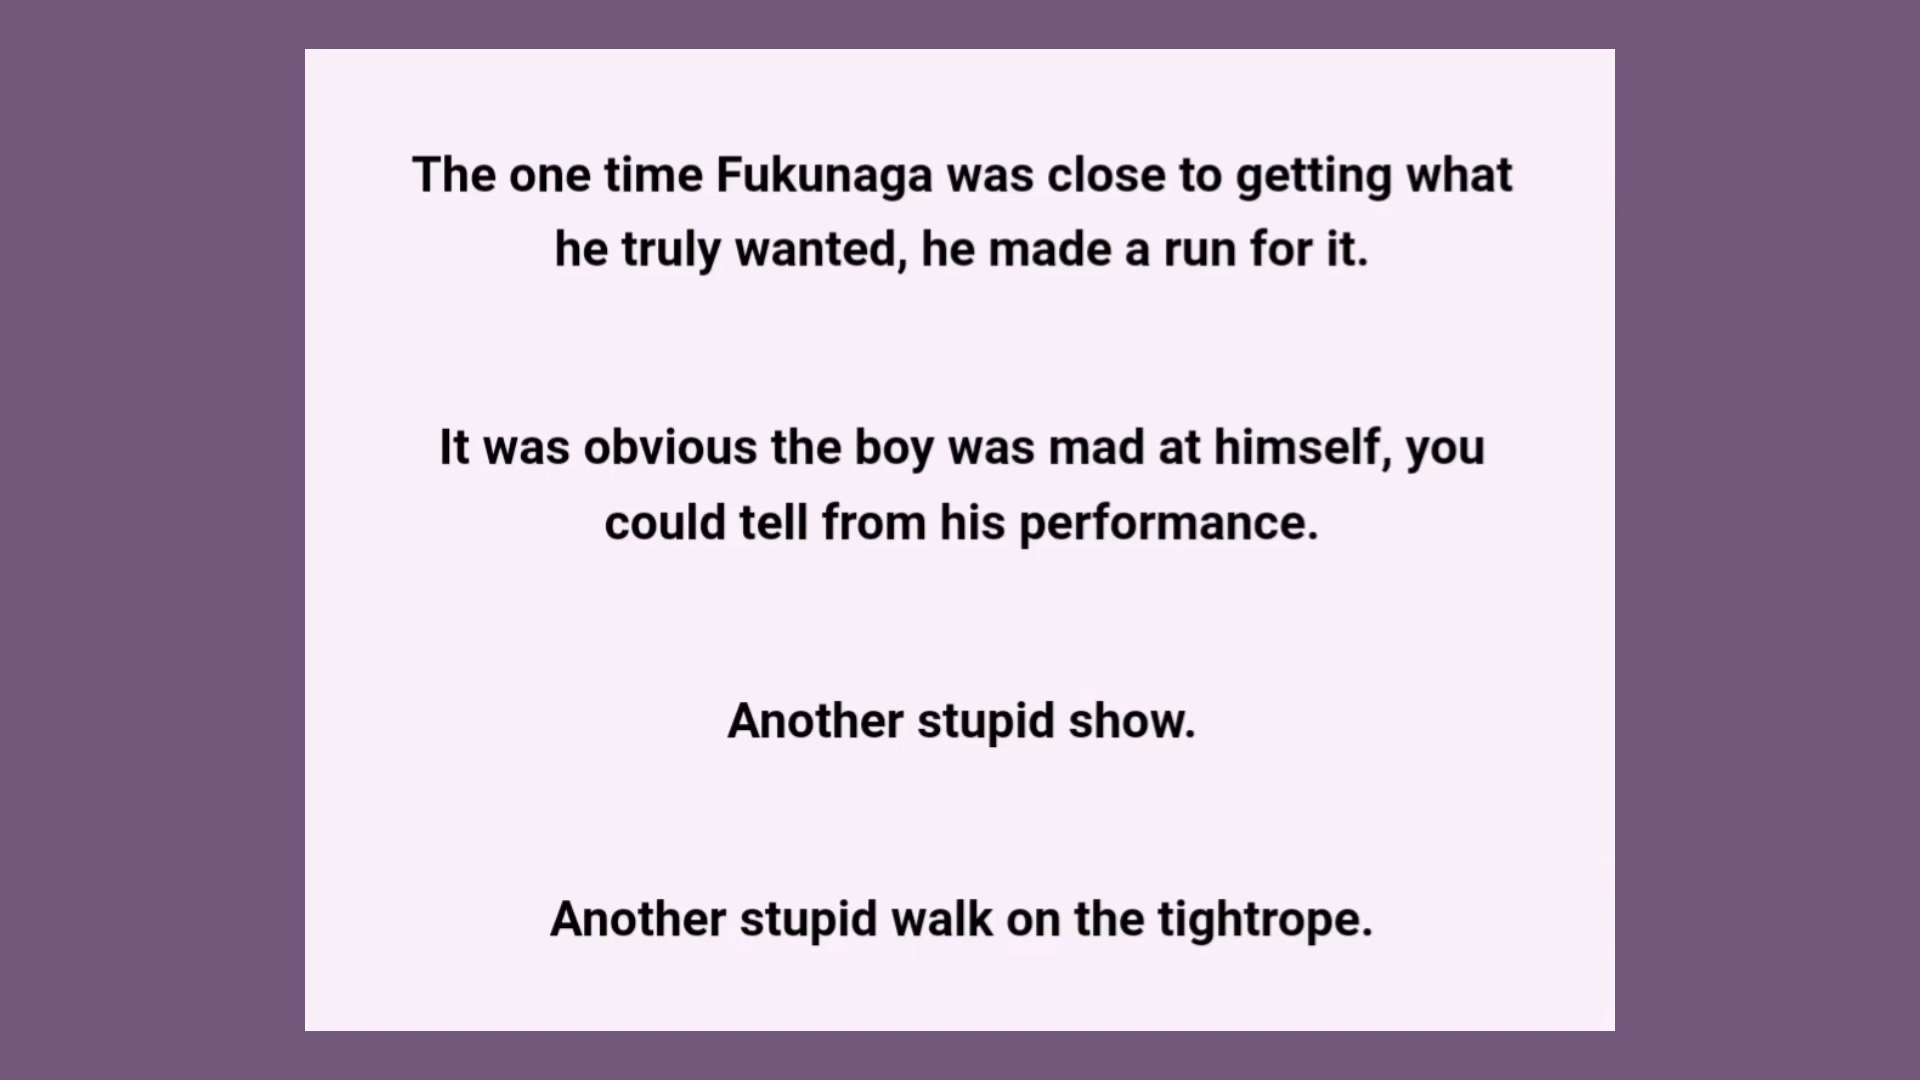 The one time Fukunaga was close to getting what
he truly wanted, he made a run for it.
It was obvious the boy was mad at himself, you
could tell from his performance.
Another stupid show.
Another stupid walk on the tightrope.